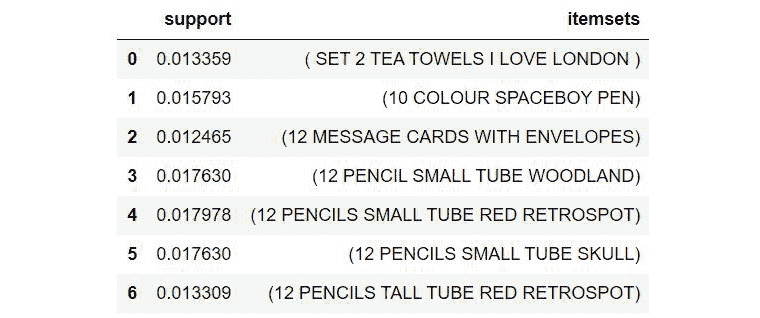 support itemsets
0 0.013359 ( SET 2 TEA TOWELS I LOVE LONDON )
1 0.015793 (10 COLOUR SPACEBOY PEN)
2 0.012465 (12 MESSAGE CARDS WITH ENVELOPES)
3 0.017630 (12 PENCIL SMALL TUBE WOODLAND)
4 0.017978 (12 PENCILS SMALL TUBE RED RETROSPOT)
5 0.017630 (12 PENCILS SMALL TUBE SKULL)
6 0.013309 (12 PENCILS TALL TUBE RED RETROSPOT)